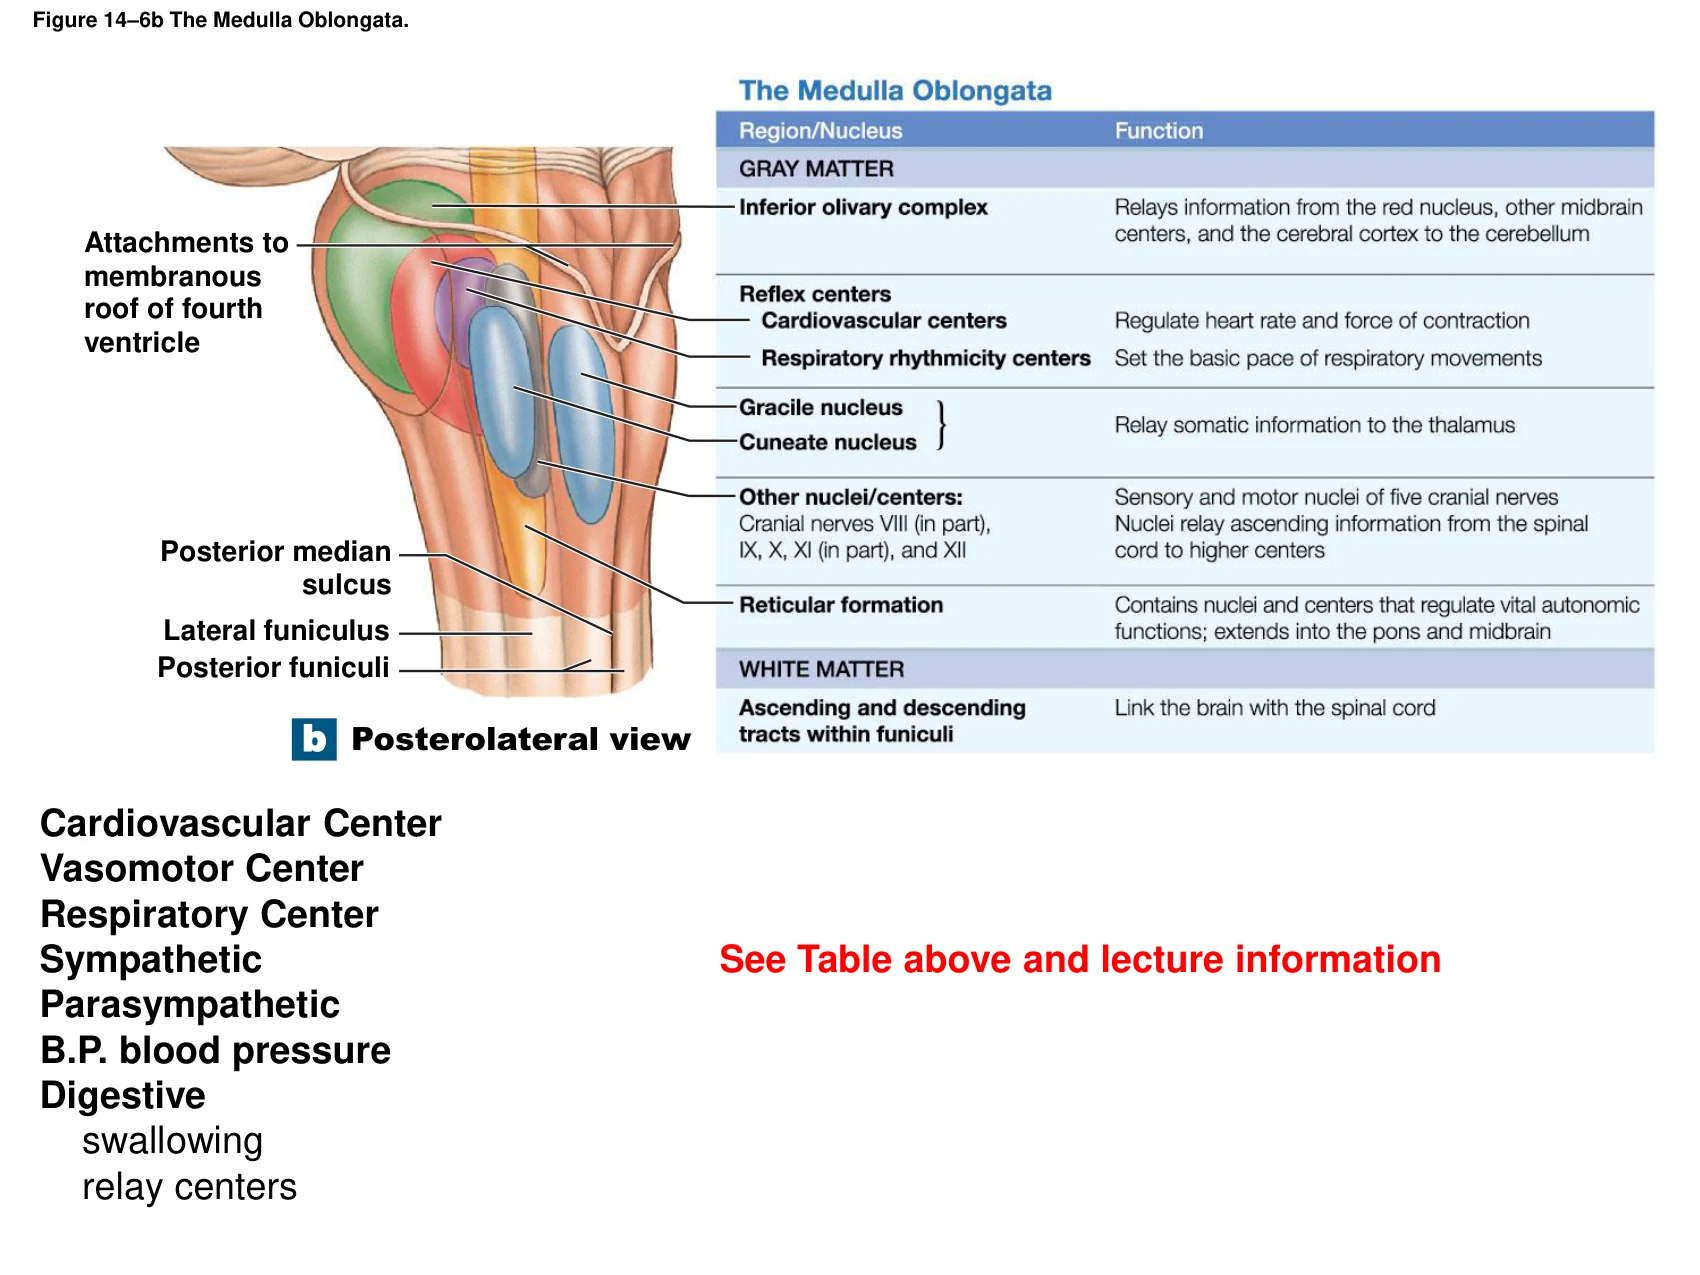 Figure 14–6b The Medulla Oblongata.
Attachments to
membranous
roof of fourth
ventricle
Posterior median
sulcus
Lateral funiculus
Posterior funiculi
b Posterolateral view
The Medulla Oblongata
Region/Nucleus Function
GRAY MATTER
Inferior olivary complex Relays information from the red nucleus, other midbrain
centers, and the cerebral cortex to the cerebellum
Reflex centers
Cardiovascular centers Regulate heart rate and force of contraction
Respiratory rhythmicity centers Set the basic pace of respiratory movements
Gracile nucleus
Cuneate nucleus
Relay somatic information to the thalamus
Other nuclei/centers: Sensory and motor nuclei of five cranial nerves
Cranial nerves VIII (in part), Nuclei relay ascending information from the spinal
IX, X, XI (in part), and XII cord to higher centers
Reticular formation Contains nuclei and centers that regulate vital autonomic
functions; extends into the pons and midbrain
WHITE MATTER
Ascending and descending Link the brain with the spinal cord
tracts within funiculi
Cardiovascular Center
Vasomotor Center
Respiratory Center
Sympathetic
Parasympathetic
B.P. blood pressure
Digestive
swallowing
relay centers
See Table above and lecture information